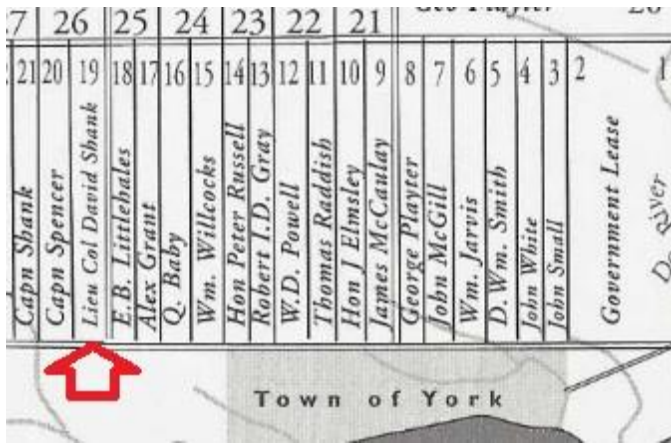 27 26 25 24 23 22 21
21 20 19 18 17 16 15 14 13 12 11 10 9 8 7 6 5 4 3 2 1
Capn Shank
Capn Spencer
Lieu Col David Shank
E.B. Littlehales
Alex Grant
Q. Baby
Wm. Willcocks
Hon Peter Russell
Robert I.D. Gray
W.D. Powell
Thomas Raddish
Hon J Elmsley
James McCaulay
George Playter
John McGill
Wm. Jarvis
D. Wm. Smith
John White
John Small
Government Lease
River
Town of York